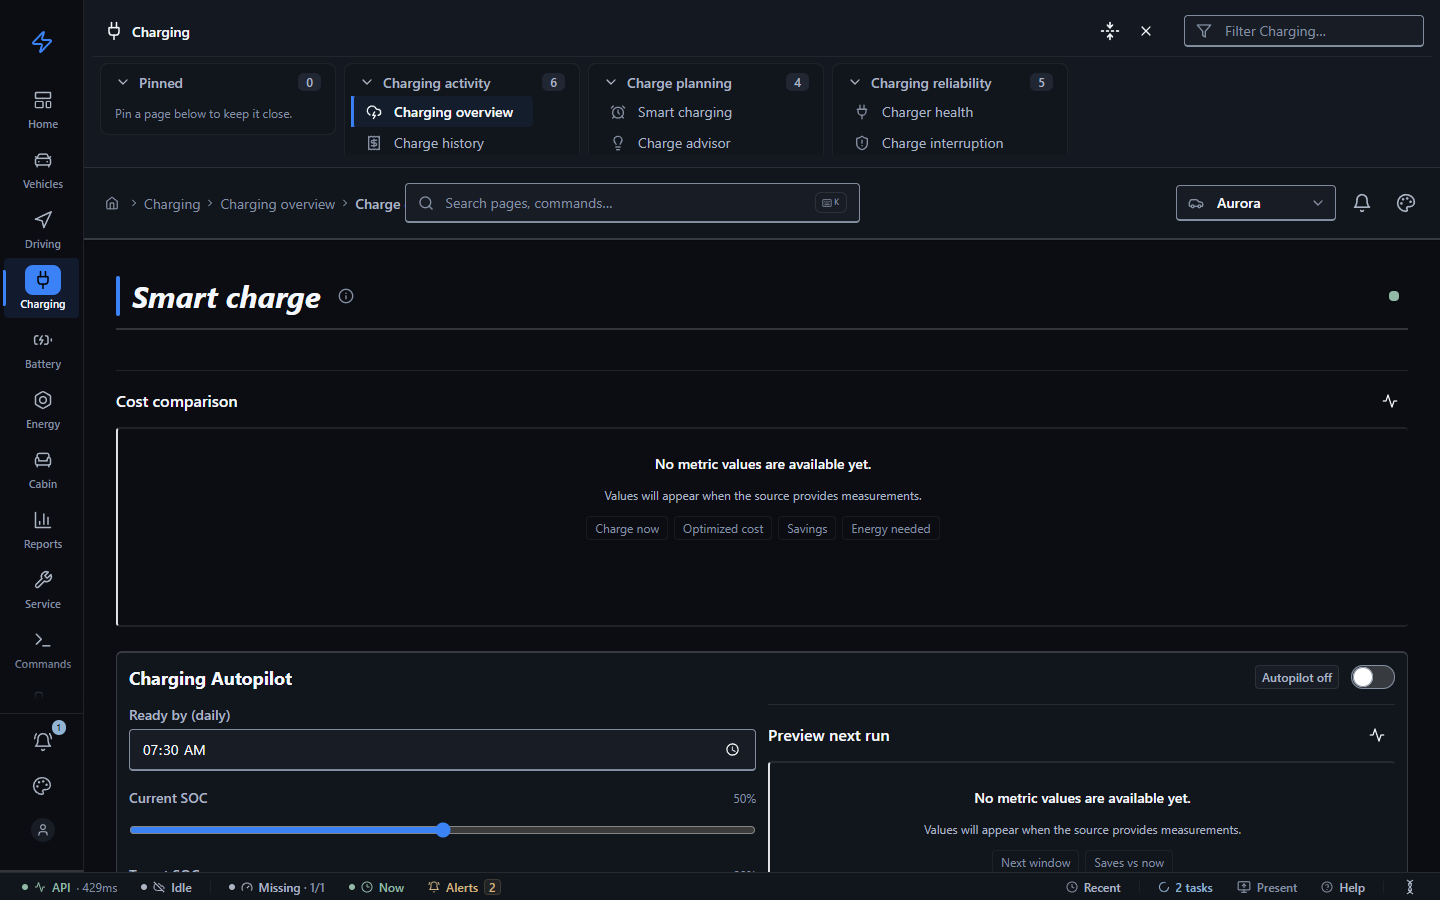 Charging
Filter Charging...
Home
Vehicles
Driving
Charging
Battery
Energy
Cabin
Reports
Service
Commands
1
Pinned 0
Pin a page below to keep it close.
Charging activity 6
Charging overview
Charge history
Charge planning 4
Smart charging
Charge advisor
Charging reliability 5
Charger health
Charge interruption
Charging > Charging overview > Charge
Search pages, commands...
K
Aurora
Smart charge
Cost comparison
No metric values are available yet.
Values will appear when the source provides measurements.
Charge now Optimized cost Savings Energy needed
Charging Autopilot
Autopilot off
Ready by (daily)
07:30 AM
Current SOC 50%
Preview next run
No metric values are available yet.
Values will appear when the source provides measurements.
Next window Saves vs now
API · 429ms Idle Missing · 1/1 Now Alerts 2 Recent 2 tasks Present Help